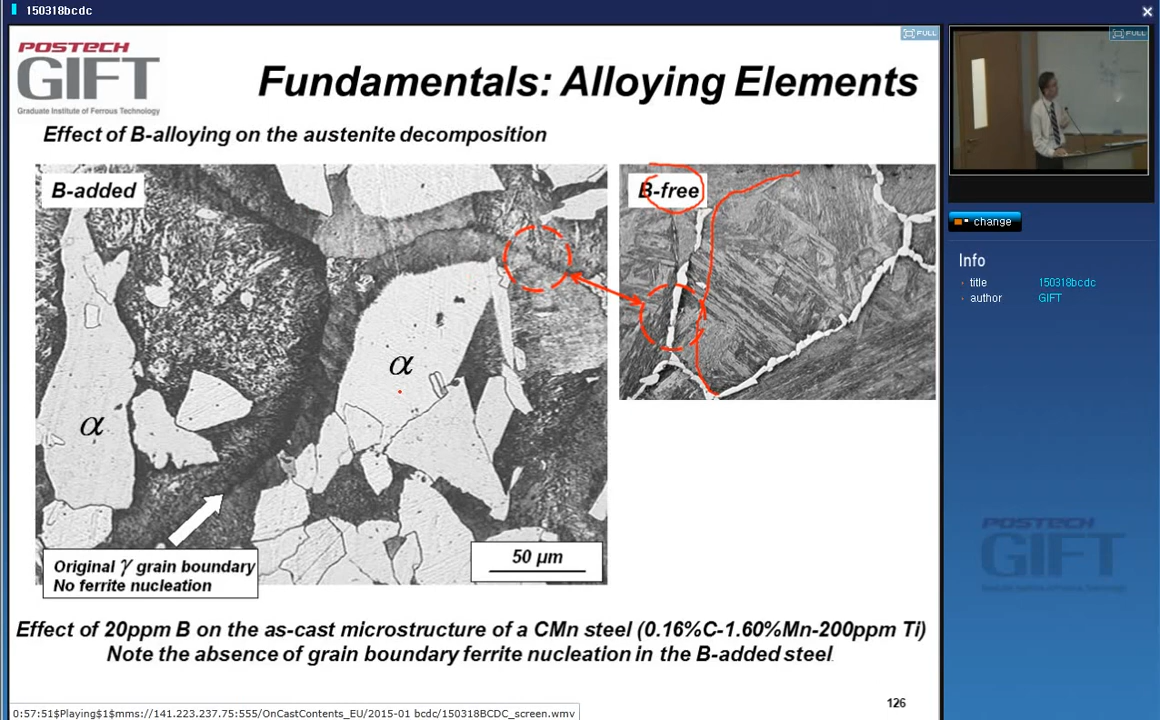 150318bcdc
FULL
FULL
POSTECH
GIFT
Graduate Institute of Ferrous Technology
Fundamentals: Alloying Elements
Effect of B-alloying on the austenite decomposition
B-added
B-free
change
Info
title 150318bcdc
author GIFT
α
α
Original γ grain boundary
No ferrite nucleation
50 μm
POSTECH
GIFT
Effect of 20ppm B on the as-cast microstructure of a CMn steel (0.16%C-1.60%Mn-200ppm Ti)
Note the absence of grain boundary ferrite nucleation in the B-added steel.
126
0:57:51$Playing$1$mms://141.223.237.75:555/OnCastContents_EU/2015-01 bcdc/150318BCDC_screen.wmv